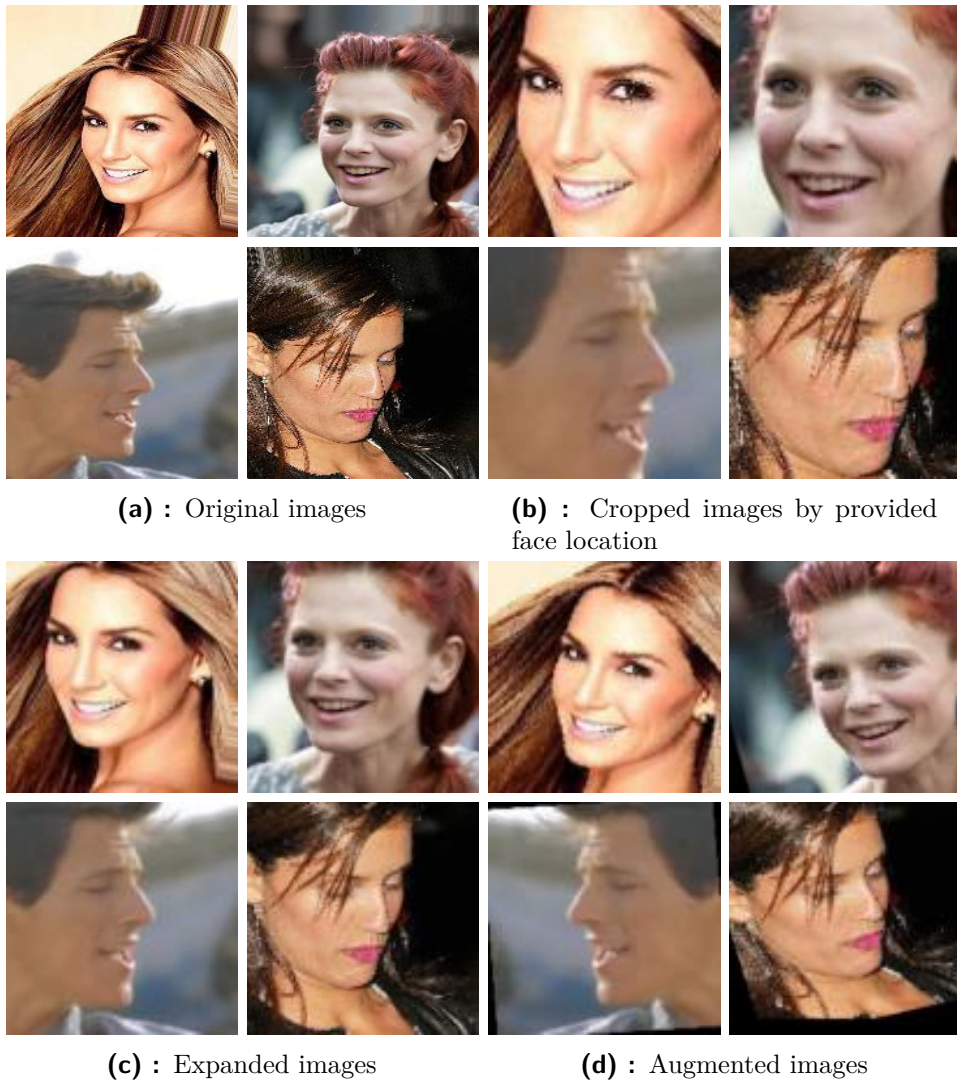 (a) : Original images
(b) : Cropped images by provided
face location
(c) : Expanded images
(d) : Augmented images